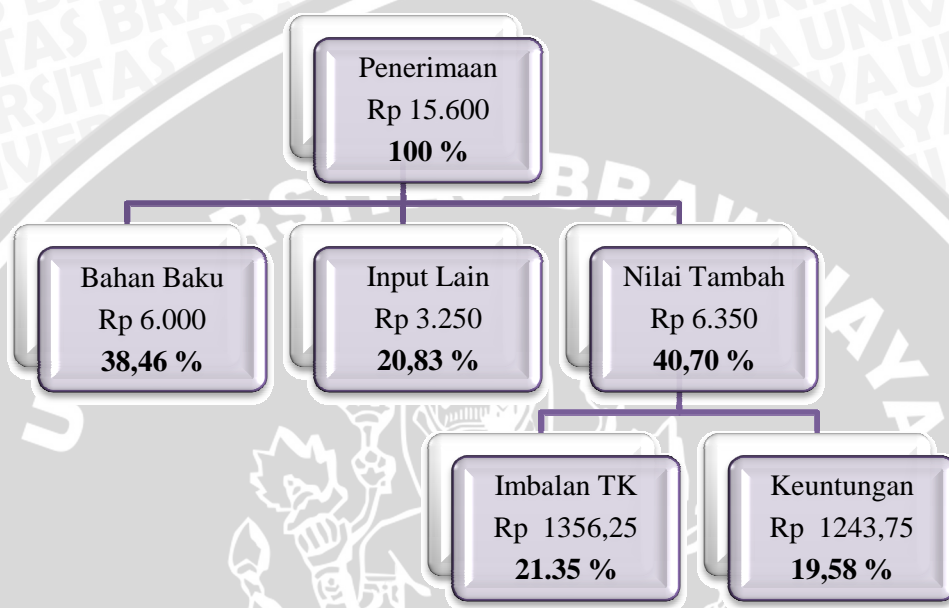 Penerimaan
Rp 15.600
100 %
Bahan Baku
Rp 6.000
38,46 %
Input Lain
Rp 3.250
20,83 %
Nilai Tambah
Rp 6.350
40,70 %
Imbalan TK
Rp 1356,25
21.35 %
Keuntungan
Rp 1243,75
19,58 %